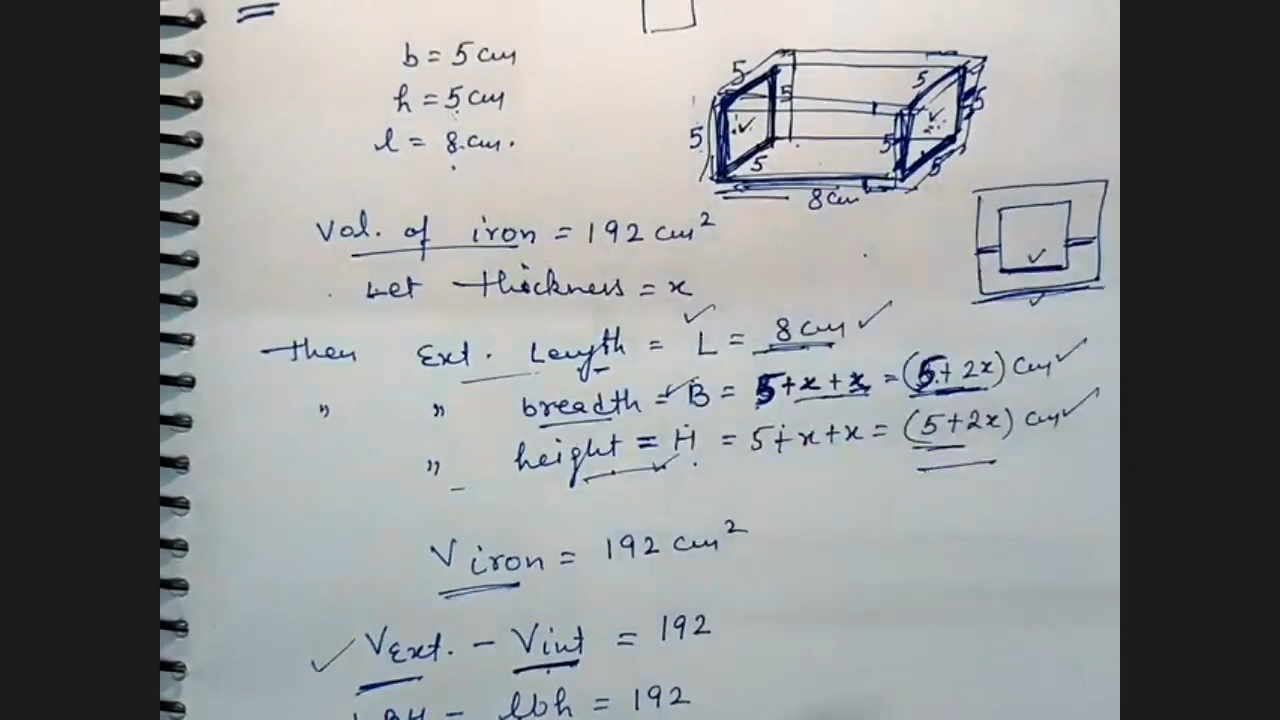 b = 5 cm
h = 5 cm
l = 8 cm.
5
5
5
5
5
5
5
5
8 cm
Vol. of iron = 192 cm²
Let thickness = x
Then Ext. Length = L = 8 cm
" " breadth = B = 5 + x + x = (5 + 2x) cm
" height = H = 5 + x + x = (5 + 2x) cm
V iron = 192 cm²
V Ext. - V int = 192
LBH - lbh = 192